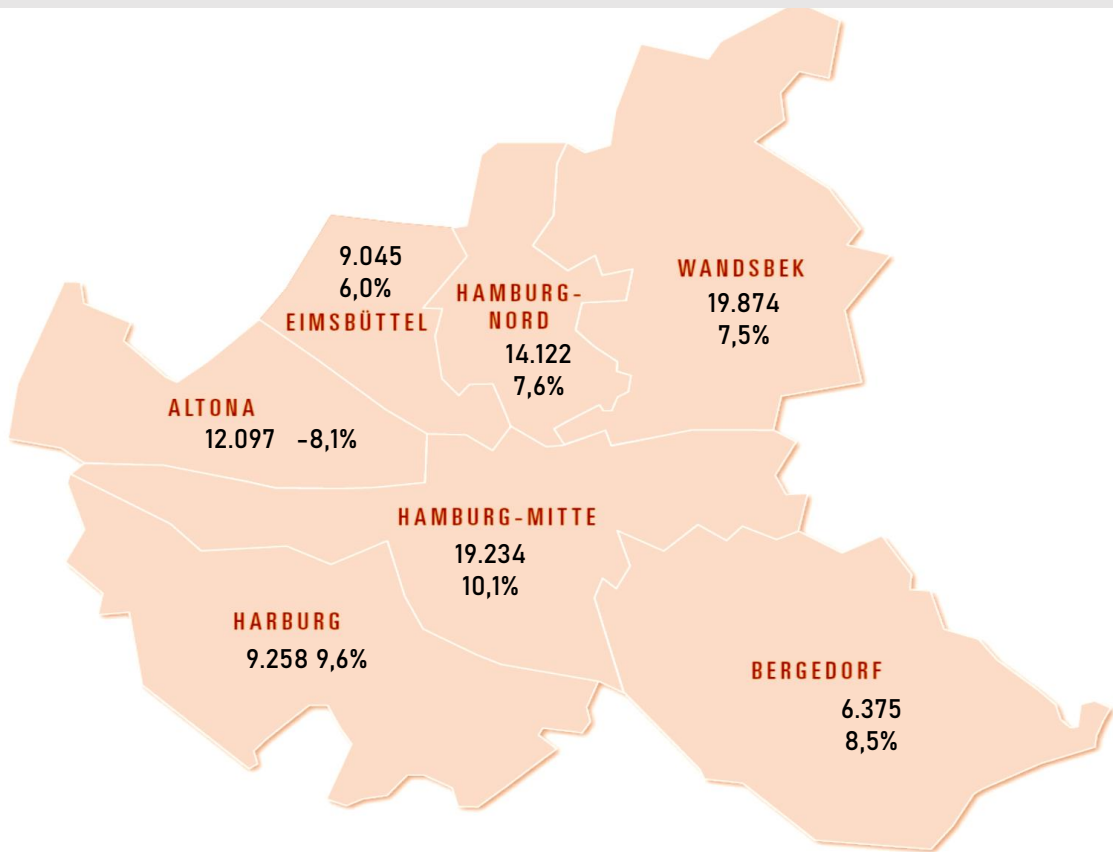 9.045
6,0%
EIMSBÜTTEL
HAMBURG-
NORD
14.122
7,6%
WANDSBEK
19.874
7,5%
ALTONA
12.097 -8,1%
HAMBURG-MITTE
19.234
10,1%
HARBURG
9.258 9,6%
BERGEDORF
6.375
8,5%